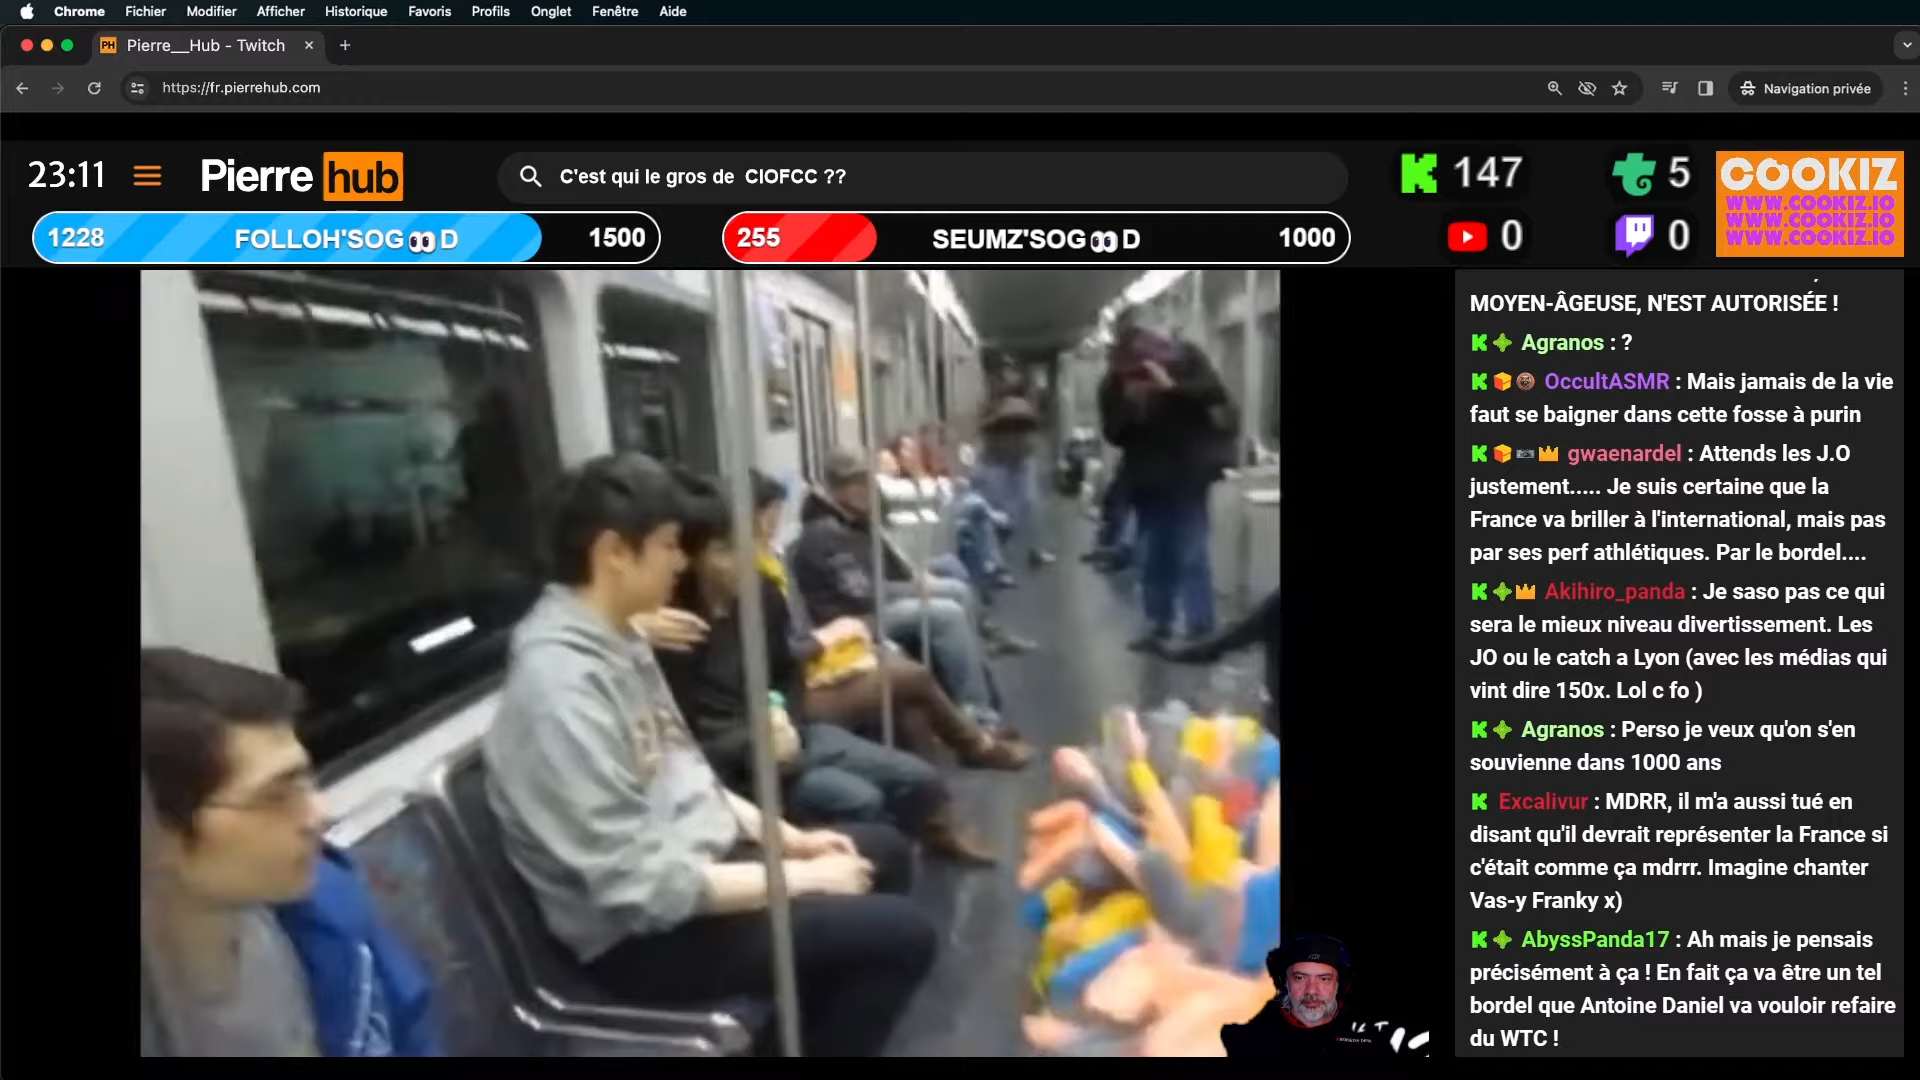 Chrome Fichier Modifier Afficher Historique Favoris Profils Onglet Fenêtre Aide
PH Pierre__Hub - Twitch
https://fr.pierrehub.com
Navigation privée
23:11
Pierre hub
C'est qui le gros de CIOFCC ??
147
5
COOKIZ
WWW.COOKIZ.IO
WWW.COOKIZ.IO
WWW.COOKIZ.IO
1228 FOLLOH'SOG👀D 1500
255 SEUMZ'SOG👀D 1000
0
0
MOYEN-ÂGEUSE, N'EST AUTORISÉE !
Agranos : ?
OccultASMR : Mais jamais de la vie
faut se baigner dans cette fosse à purin
gwaenardel : Attends les J.O
justement..... Je suis certaine que la
France va briller à l'international, mais pas
par ses perf athlétiques. Par le bordel....
Akihiro_panda : Je saso pas ce qui
sera le mieux niveau divertissement. Les
JO ou le catch a Lyon (avec les médias qui
vint dire 150x. Lol c fo )
Agranos : Perso je veux qu'on s'en
souvienne dans 1000 ans
Excalivur : MDRR, il m'a aussi tué en
disant qu'il devrait représenter la France si
c'était comme ça mdrrr. Imagine chanter
Vas-y Franky x)
AbyssPanda17 : Ah mais je pensais
précisément à ça ! En fait ça va être un tel
bordel que Antoine Daniel va vouloir refaire
du WTC !